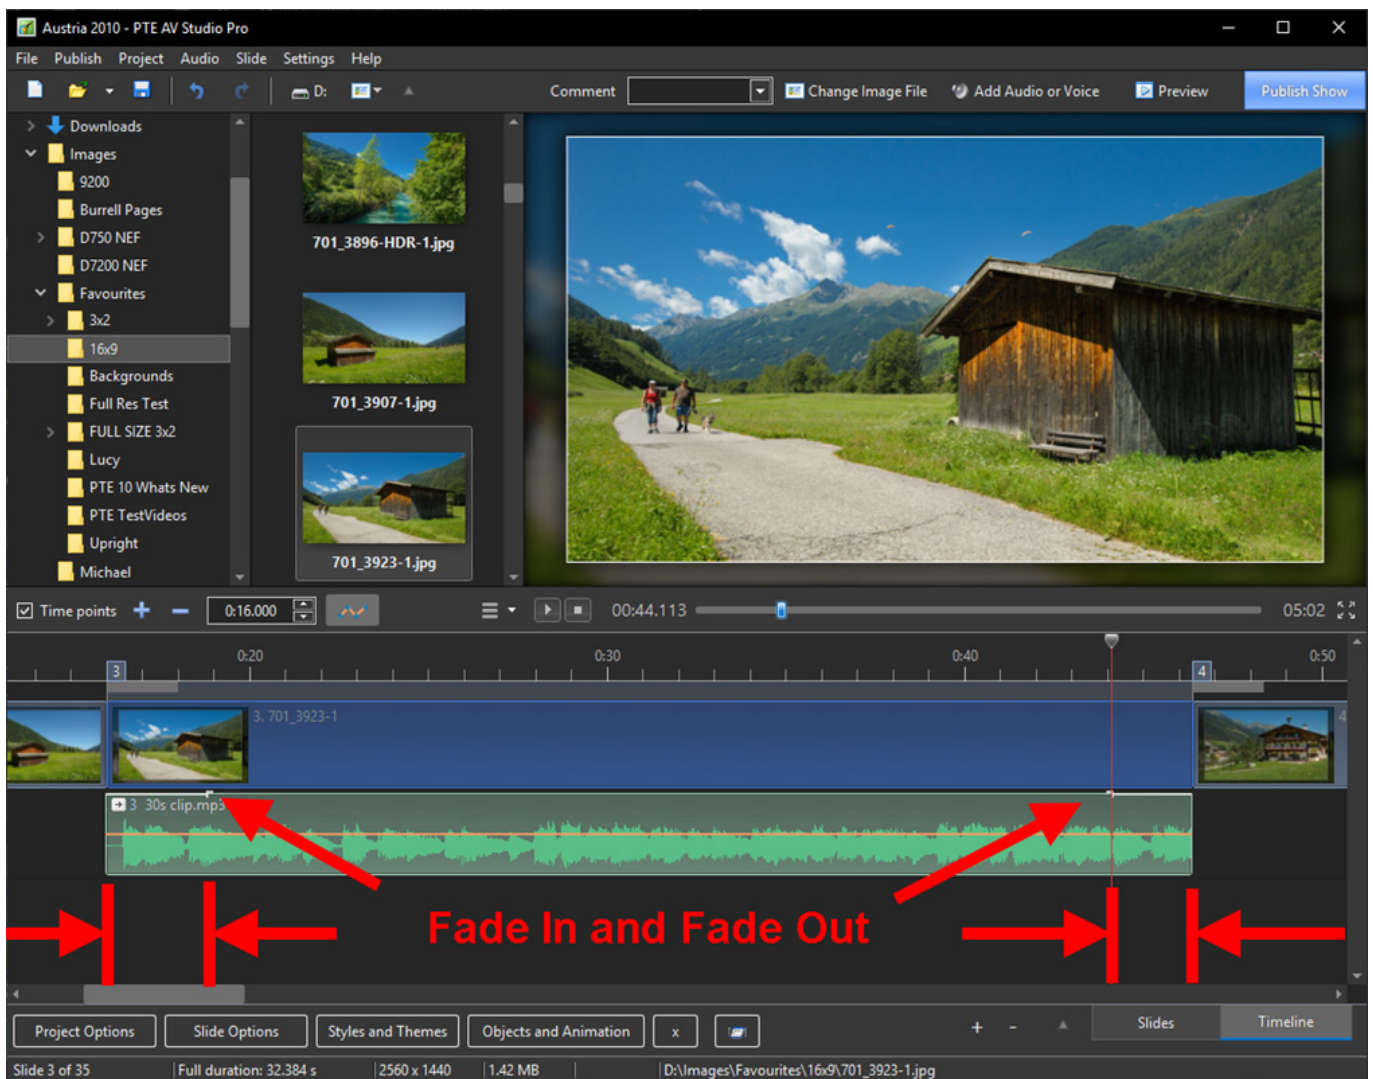 Austria 2010 - PTE AV Studio Pro
File Publish Project Audio Slide Settings Help
D: Comment Change Image File Add Audio or Voice Preview Publish Show
Downloads
Images
9200
Burrell Pages
D750 NEF
D7200 NEF
Favourites
3x2
16x9
Backgrounds
Full Res Test
FULL SIZE 3x2
Lucy
PTE 10 Whats New
PTE TestVideos
Upright
Michael
701_3896-HDR-1.jpg
701_3907-1.jpg
701_3923-1.jpg
Time points 0:16.000 00:44.113 05:02
0:20 0:30 0:40 0:50
3 4
3. 701_3923-1 4
3 30s clip.mp3
Fade In and Fade Out
Project Options Slide Options Styles and Themes Objects and Animation x + - Slides Timeline
Slide 3 of 35 Full duration: 32.384 s 2560 x 1440 1.42 MB D:\Images\Favourites\16x9\701_3923-1.jpg